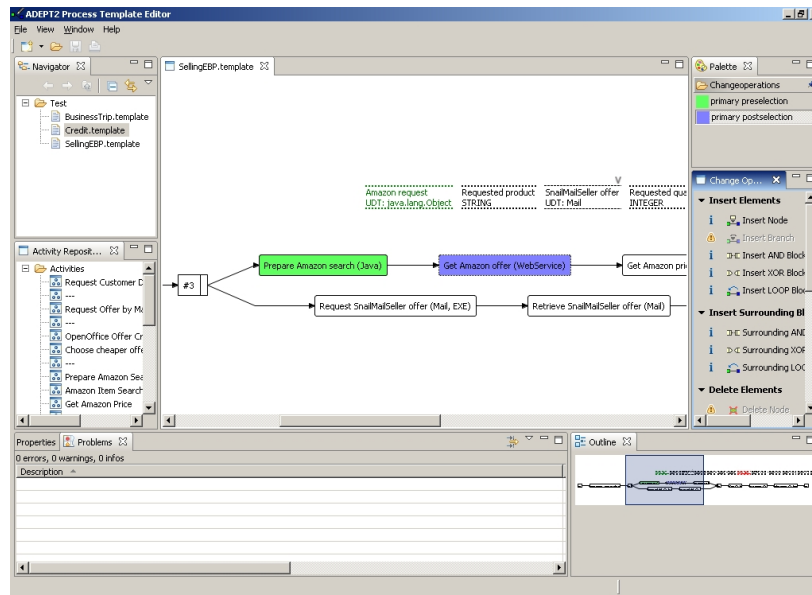 ADEPT2 Process Template Editor
File View Window Help
Navigator
Test
BusinessTrip.template
Credit.template
SellingEBP.template
Activity Reposit...
Activities
Request Customer D
---
Request Offer by Ma
---
OpenOffice Offer Cr
Choose cheaper offe
---
Prepare Amazon Sea
Amazon Item Search
Get Amazon Price
SellingEBP.template
Amazon request
UDT: java.lang.Object
Requested product
STRING
SnailMailSeller offer
UDT: Mail
Requested qua
INTEGER
#3
Prepare Amazon search (Java)
Get Amazon offer (WebService)
Get Amazon pri
Request SnailMailSeller offer (Mail, EXE)
Retrieve SnailMailSeller offer (Mail)
Palette
Changeoperations
primary preselection
primary postselection
Change Op...
Insert Elements
Insert Node
Insert Branch
Insert AND Block
Insert XOR Block
Insert LOOP Bloc
Insert Surrounding Bl
Surrounding AND
Surrounding XOR
Surrounding LOO
Delete Elements
Delete Node
Properties Problems
0 errors, 0 warnings, 0 infos
Description
Outline